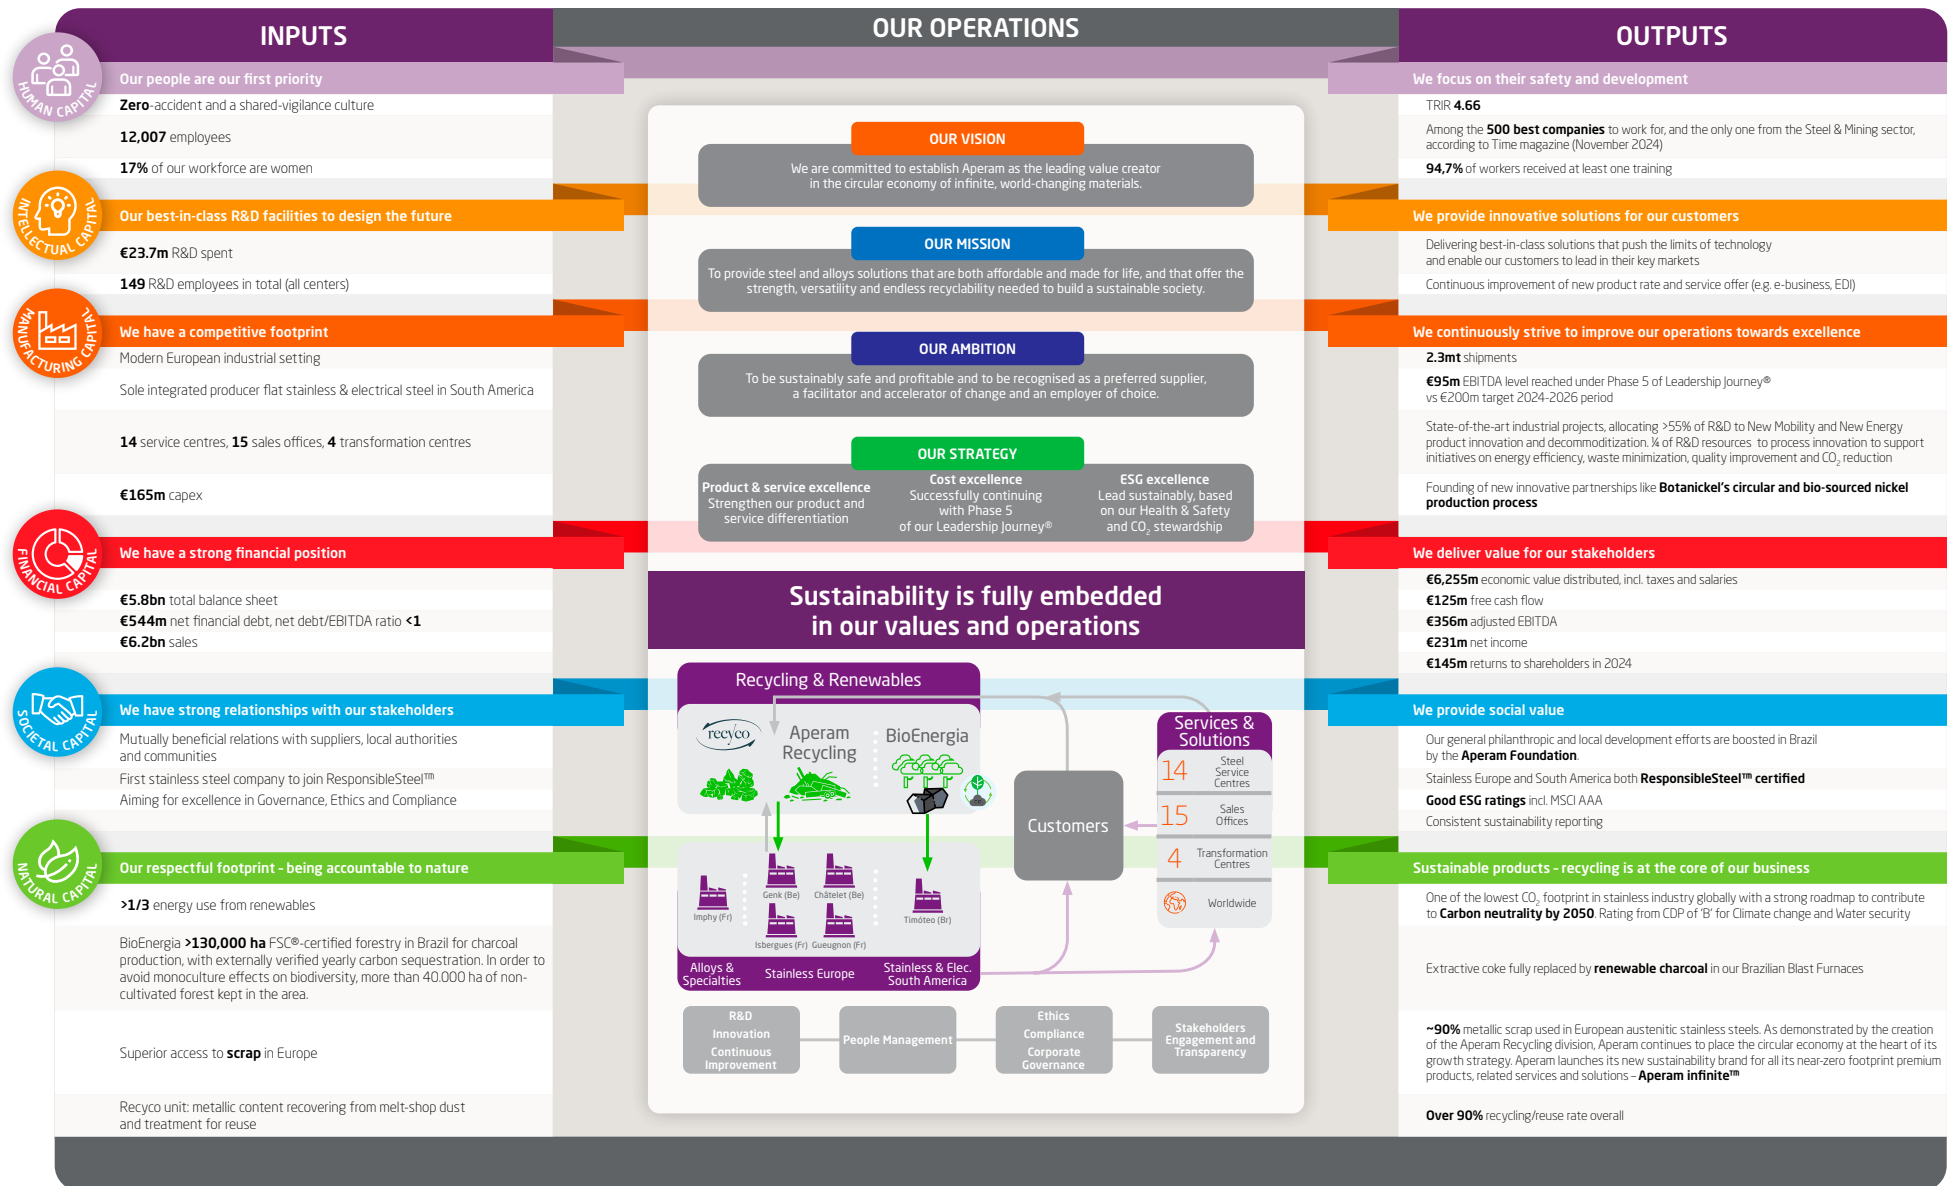 INPUTS
HUMAN CAPITAL
Our people are our first priority
Zero-accident and a shared-vigilance culture
12,007 employees
17% of our workforce are women
INTELLECTUAL CAPITAL
Our best-in-class R&D facilities to design the future
€23.7m R&D spent
149 R&D employees in total (all centers)
MANUFACTURING CAPITAL
We have a competitive footprint
Modern European industrial setting
Sole integrated producer flat stainless & electrical steel in South America
14 service centres, 15 sales offices, 4 transformation centres
€165m capex
FINANCIAL CAPITAL
We have a strong financial position
€5.8bn total balance sheet
€544m net financial debt, net debt/EBITDA ratio <1
€6.2bn sales
SOCIETAL CAPITAL
We have strong relationships with our stakeholders
Mutually beneficial relations with suppliers, local authorities
and communities
First stainless steel company to join ResponsibleSteel™
Aiming for excellence in Governance, Ethics and Compliance
NATURAL CAPITAL
Our respectful footprint - being accountable to nature
>1/3 energy use from renewables
BioEnergia >130,000 ha FSC®-certified forestry in Brazil for charcoal
production, with externally verified yearly carbon sequestration. In order to
avoid monoculture effects on biodiversity, more than 40.000 ha of non-
cultivated forest kept in the area.
Superior access to scrap in Europe
Recyco unit: metallic content recovering from melt-shop dust
and treatment for reuse
OUR OPERATIONS
OUR VISION
We are committed to establish Aperam as the leading value creator
in the circular economy of infinite, world-changing materials.
OUR MISSION
To provide steel and alloys solutions that are both affordable and made for life, and that offer the
strength, versatility and endless recyclability needed to build a sustainable society.
OUR AMBITION
To be sustainably safe and profitable and to be recognised as a preferred supplier,
a facilitator and accelerator of change and an employer of choice.
OUR STRATEGY
Product & service excellence
Strengthen our product and
service differentiation
Cost excellence
Successfully continuing
with Phase 5
of our Leadership Journey®
ESG excellence
Lead sustainably, based
on our Health & Safety
and CO2 stewardship
Sustainability is fully embedded
in our values and operations
Recycling & Renewables
recyco
Aperam
Recycling
BioEnergia
Imphy (Fr)
Genk (Be)
Châtelet (Be)
Isbergues (Fr)
Gueugnon (Fr)
Timóteo (Br)
Alloys &
Specialties
Stainless Europe
Stainless & Elec.
South America
Customers
Services &
Solutions
14
Steel
Service
Centres
15
Sales
Offices
4
Transformation
Centres
Worldwide
R&D
Innovation
Continuous
Improvement
People Management
Ethics
Compliance
Corporate
Governance
Stakeholders
Engagement and
Transparency
OUTPUTS
We focus on their safety and development
TRIR 4.66
Among the 500 best companies to work for, and the only one from the Steel & Mining sector,
according to Time magazine (November 2024)
94,7% of workers received at least one training
We provide innovative solutions for our customers
Delivering best-in-class solutions that push the limits of technology
and enable our customers to lead in their key markets
Continuous improvement of new product rate and service offer (e.g. e-business, EDI)
We continuously strive to improve our operations towards excellence
2.3mt shipments
€95m EBITDA level reached under Phase 5 of Leadership Journey®
vs €200m target 2024-2026 period
State-of-the-art industrial projects, allocating >55% of R&D to New Mobility and New Energy
product innovation and decommoditization. ¼ of R&D resources to process innovation to support
initiatives on energy efficiency, waste minimization, quality improvement and CO2 reduction
Founding of new innovative partnerships like Botanickel's circular and bio-sourced nickel
production process
We deliver value for our stakeholders
€6,255m economic value distributed, incl. taxes and salaries
€125m free cash flow
€356m adjusted EBITDA
€231m net income
€145m returns to shareholders in 2024
We provide social value
Our general philanthropic and local development efforts are boosted in Brazil
by the Aperam Foundation.
Stainless Europe and South America both ResponsibleSteel™ certified
Good ESG ratings incl. MSCI AAA
Consistent sustainability reporting
Sustainable products - recycling is at the core of our business
One of the lowest CO2 footprint in stainless industry globally with a strong roadmap to contribute
to Carbon neutrality by 2050. Rating from CDP of 'B' for Climate change and Water security
Extractive coke fully replaced by renewable charcoal in our Brazilian Blast Furnaces
~90% metallic scrap used in European austenitic stainless steels. As demonstrated by the creation
of the Aperam Recycling division, Aperam continues to place the circular economy at the heart of its
growth strategy. Aperam launches its new sustainability brand for all its near-zero footprint premium
products, related services and solutions – Aperam infinite™
Over 90% recycling/reuse rate overall